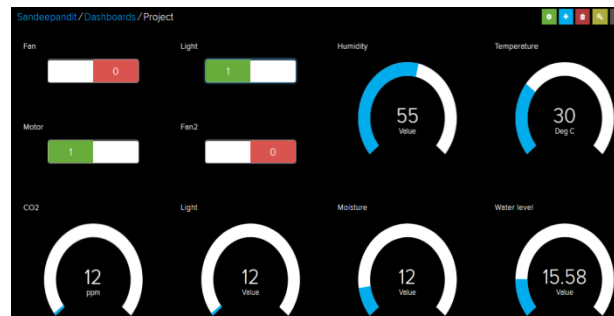 Sandeepandit / Dashboards / Project
Fan
Light
Humidity
Temperature
0
1
55
Value
30
Deg C
Motor
Fan2
1
0
CO2
Light
Moisture
Water level
12
ppm
12
Value
12
Value
15.58
Value